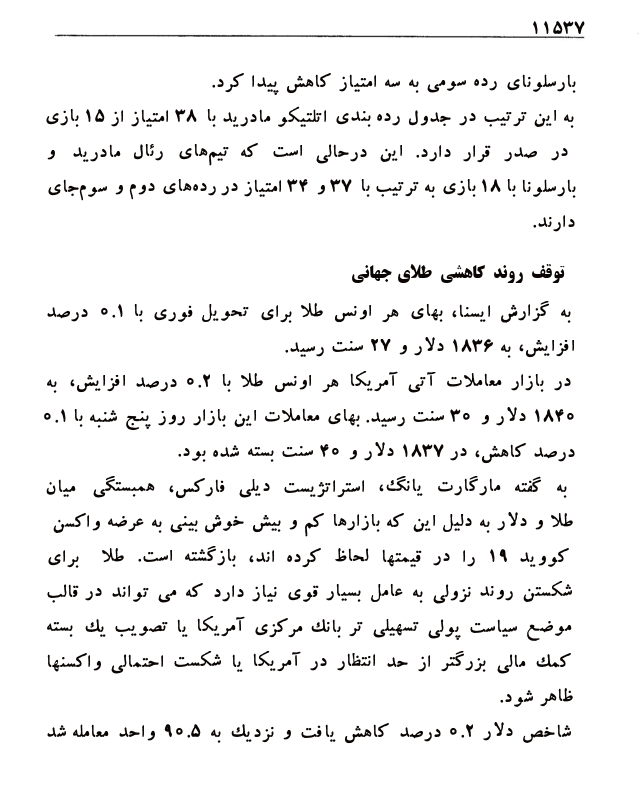 ۱۱۵۳۷
بارسلونای رده سومی به سه امتیاز کاهش پیدا کرد.
به این ترتیب در جدول رده بندی اتلتیکو مادرید با ۳۸ امتیاز از ۱۵ بازی
در صدر قرار دارد. این درحالی است که تیم‌های رئال مادرید و
بارسلونا با ۱۸ بازی به ترتیب با ۳۷ و ۳۴ امتیاز در رده‌های دوم و سوم‌جای
دارند.
توقف روند کاهشی طلای جهانی
به گزارش ایسنا، بهای هر اونس طلا برای تحویل فوری با ۰.۱ درصد
افزایش، به ۱۸۳۶ دلار و ۲۷ سنت رسید.
در بازار معاملات آتی آمریکا هر اونس طلا با ۰.۲ درصد افزایش، به
۱۸۴۰ دلار و ۳۰ سنت رسید. بهای معاملات این بازار روز پنج شنبه با ۰.۱
درصد کاهش، در ۱۸۳۷ دلار و ۴۰ سنت بسته شده بود.
به گفته مارگارت یانگ، استراتژیست دیلی فارکس، همبستگی میان
طلا و دلار به دلیل این که بازارها کم و بیش خوش بینی به عرضه واکسن
کووید ۱۹ را در قیمتها لحاظ کرده اند، بازگشته است. طلا برای
شکستن روند نزولی به عامل بسیار قوی نیاز دارد که می تواند در قالب
موضع سیاست پولی تسهیلی تر بانک مرکزی آمریکا یا تصویب یک بسته
کمک مالی بزرگتر از حد انتظار در آمریکا یا شکست احتمالی واکسنها
ظاهر شود.
شاخص دلار ۰.۲ درصد کاهش یافت و نزدیک به ۹۰.۵ واحد معامله شد